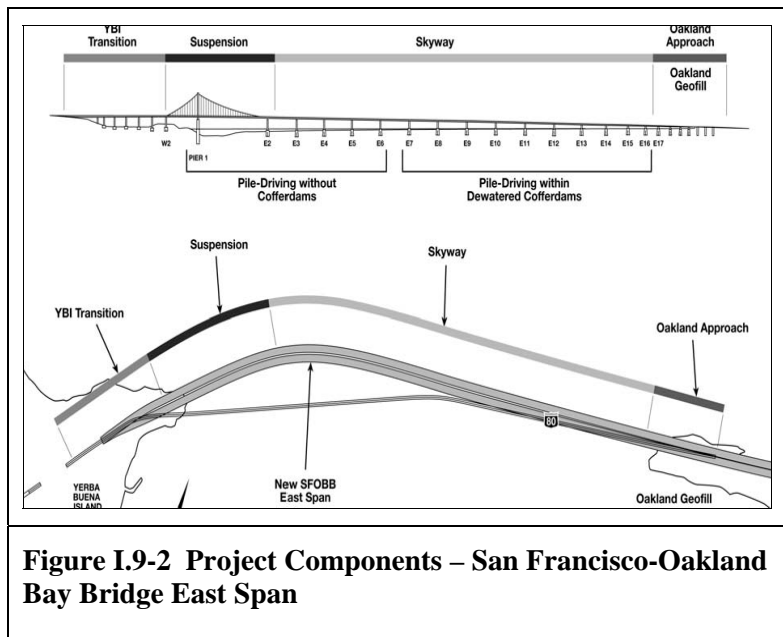 YBI
Transition
Suspension
Skyway
Oakland
Approach
Oakland
Geofill
W2
PIER 1
E2
E3
E4
E5
E6
E7
E8
E9
E10
E11
E12
E13
E14
E15
E16
E17
Pile-Driving without
Cofferdams
Pile-Driving within
Dewatered Cofferdams
Suspension
Skyway
YBI Transition
Oakland Approach
80
YERBA
BUENA
ISLAND
New SFOBB
East Span
Oakland Geofill
Figure I.9-2 Project Components – San Francisco-Oakland
Bay Bridge East Span